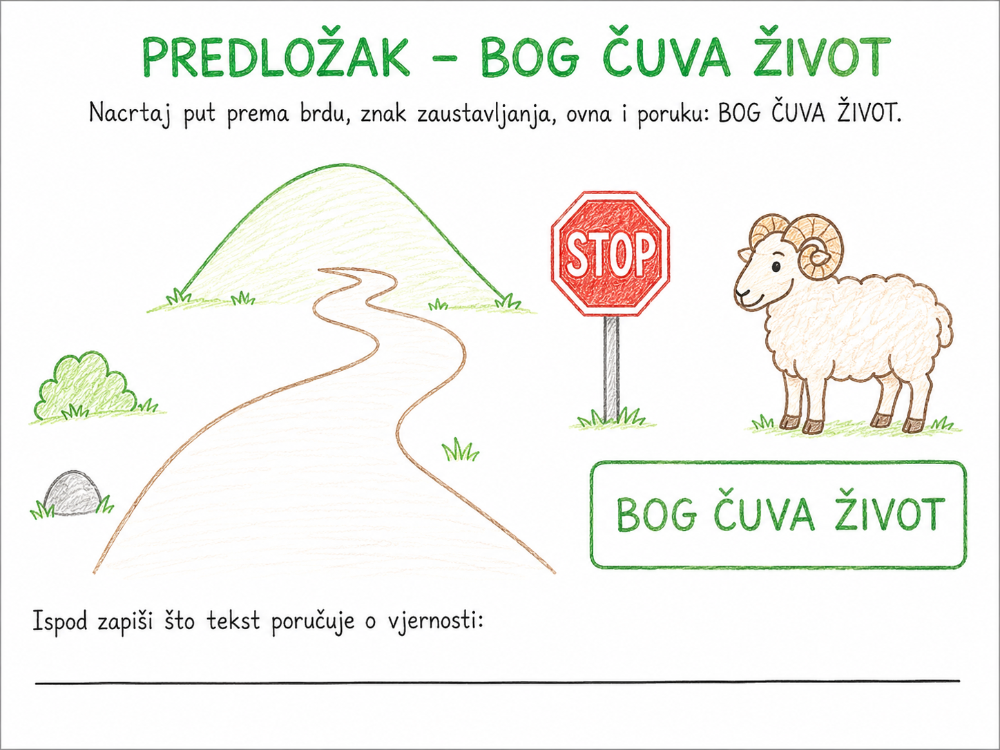 PREDLOŽAK – BOG ČUVA ŽIVOT
Nacrtaj put prema brdu, znak zaustavljanja, ovna i poruku: BOG ČUVA ŽIVOT.
STOP
BOG ČUVA ŽIVOT
Ispod zapiši što tekst poručuje o vjernosti: